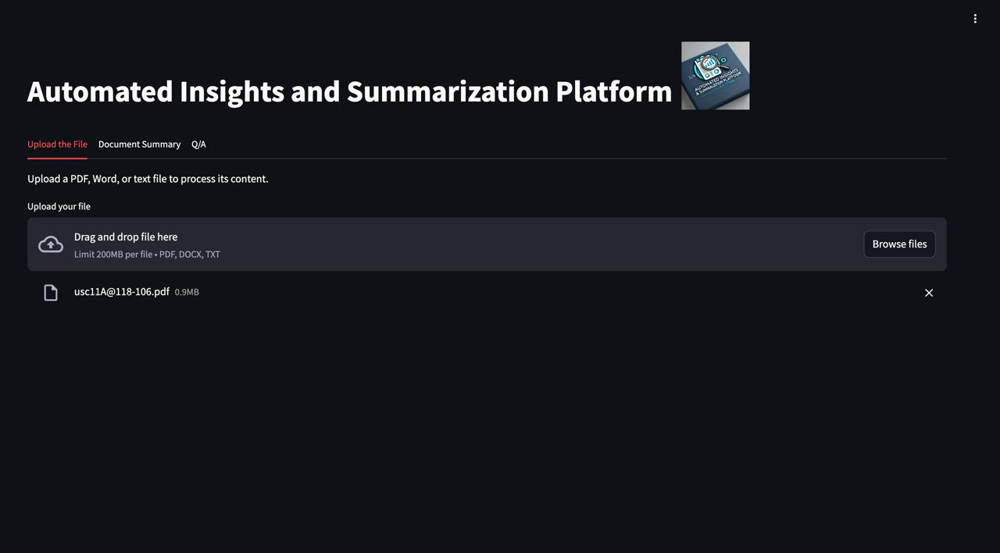 Automated Insights and Summarization Platform
AUTOMATED INSIGHTS
& SUMMARIZATION PLATFORM
Upload the File Document Summary Q/A
Upload a PDF, Word, or text file to process its content.
Upload your file
Drag and drop file here
Limit 200MB per file • PDF, DOCX, TXT
Browse files
usc11A@118-106.pdf 0.9MB